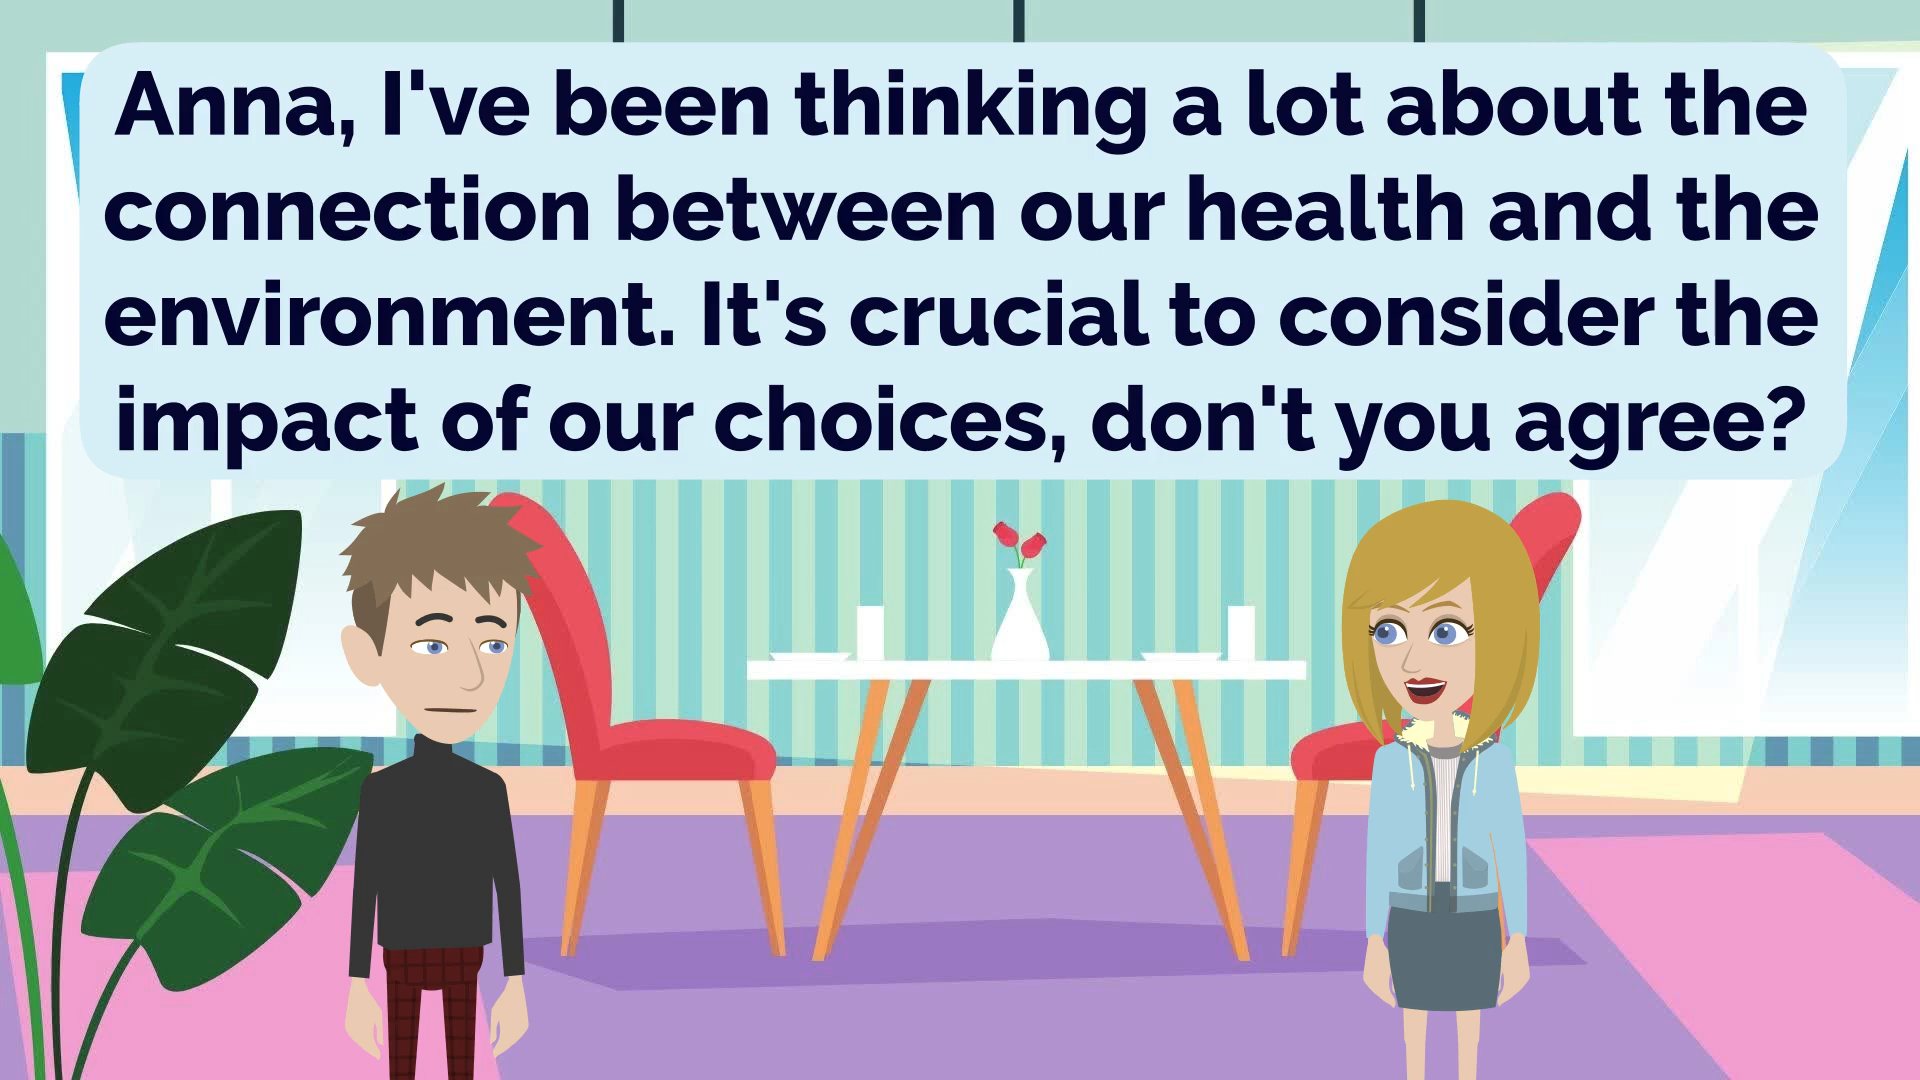 Anna, I've been thinking a lot about the
connection between our health and the
environment. It's crucial to consider the
impact of our choices, don't you agree?